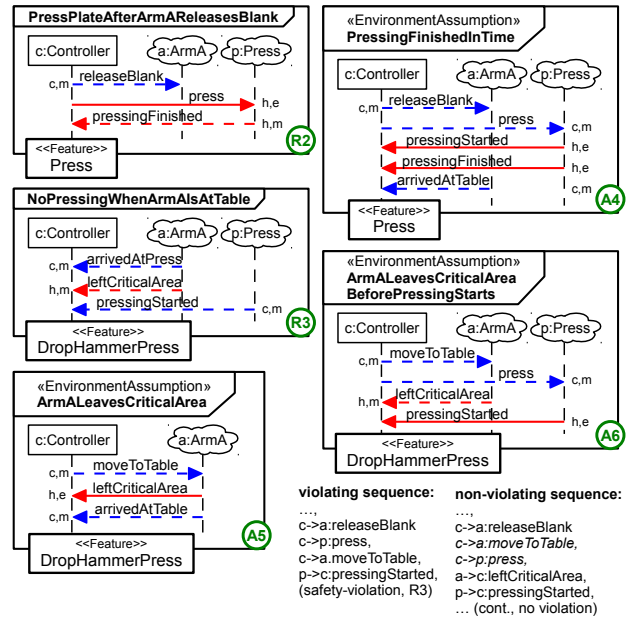 PressPlateAfterArmAReleasesBlank
c:Controller
a:ArmA
p:Press
releaseBlank
c,m
press
h,e
pressingFinished
h,m
<<Feature>>
Press
R2
«EnvironmentAssumption»
PressingFinishedInTime
c:Controller
a:ArmA
p:Press
releaseBlank
c,m
press
c,m
pressingStarted
h,e
pressingFinished
h,e
arrivedAtTable
c,m
<<Feature>>
Press
A4
NoPressingWhenArmAIsAtTable
c:Controller
a:ArmA
p:Press
arrivedAtPress
c,m
leftCriticalArea
h,m
pressingStarted
c,m
<<Feature>>
DropHammerPress
R3
«EnvironmentAssumption»
ArmALeavesCriticalArea
BeforePressingStarts
c:Controller
a:ArmA
p:Press
moveToTable
c,m
press
c,m
leftCriticalAreal
h,m
pressingStarted
h,e
<<Feature>>
DropHammerPress
A6
«EnvironmentAssumption»
ArmALeavesCriticalArea
c:Controller
a:ArmA
moveToTable
c,m
leftCriticalArea
h,e
arrivedAtTable
c,m
<<Feature>>
DropHammerPress
A5
violating sequence:
...,
c->a:releaseBlank
c->p:press,
c->a.moveToTable,
p->c:pressingStarted,
(safety-violation, R3)
non-violating sequence:
...,
c->a:releaseBlank
c->a:moveToTable,
c->p:press,
a->c:leftCriticalArea,
p->c:pressingStarted,
... (cont., no violation)